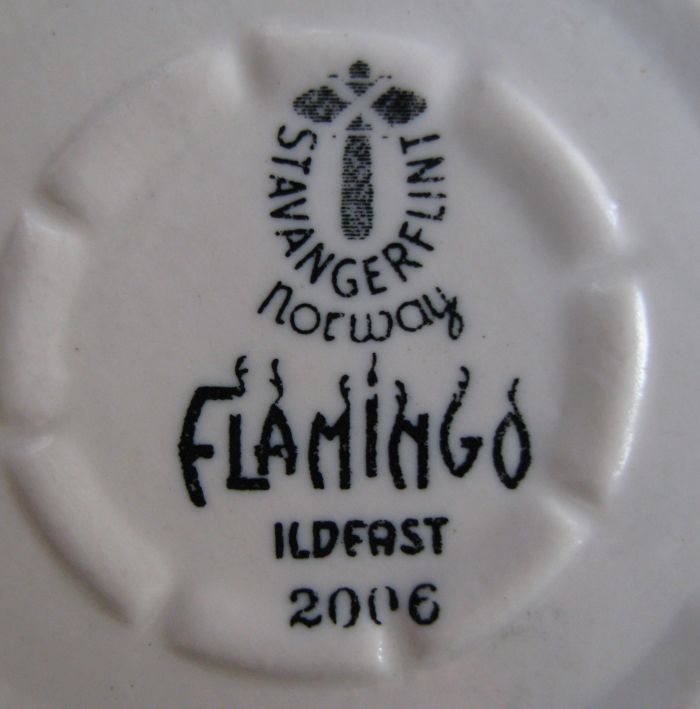 STAVANGERFLINT
norway
FLAMINGO
ILDFAST
2006